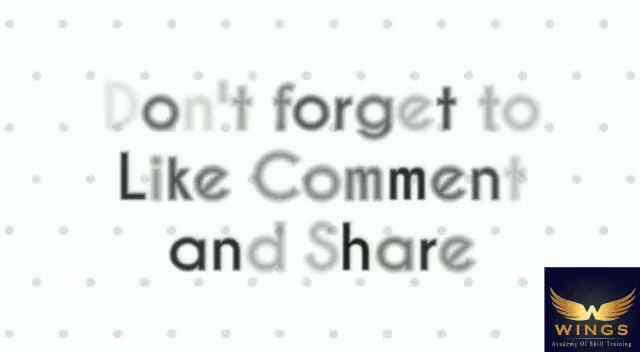 Don't forget to
Like Comment
and Share
WINGS
Academy Of Skill Training